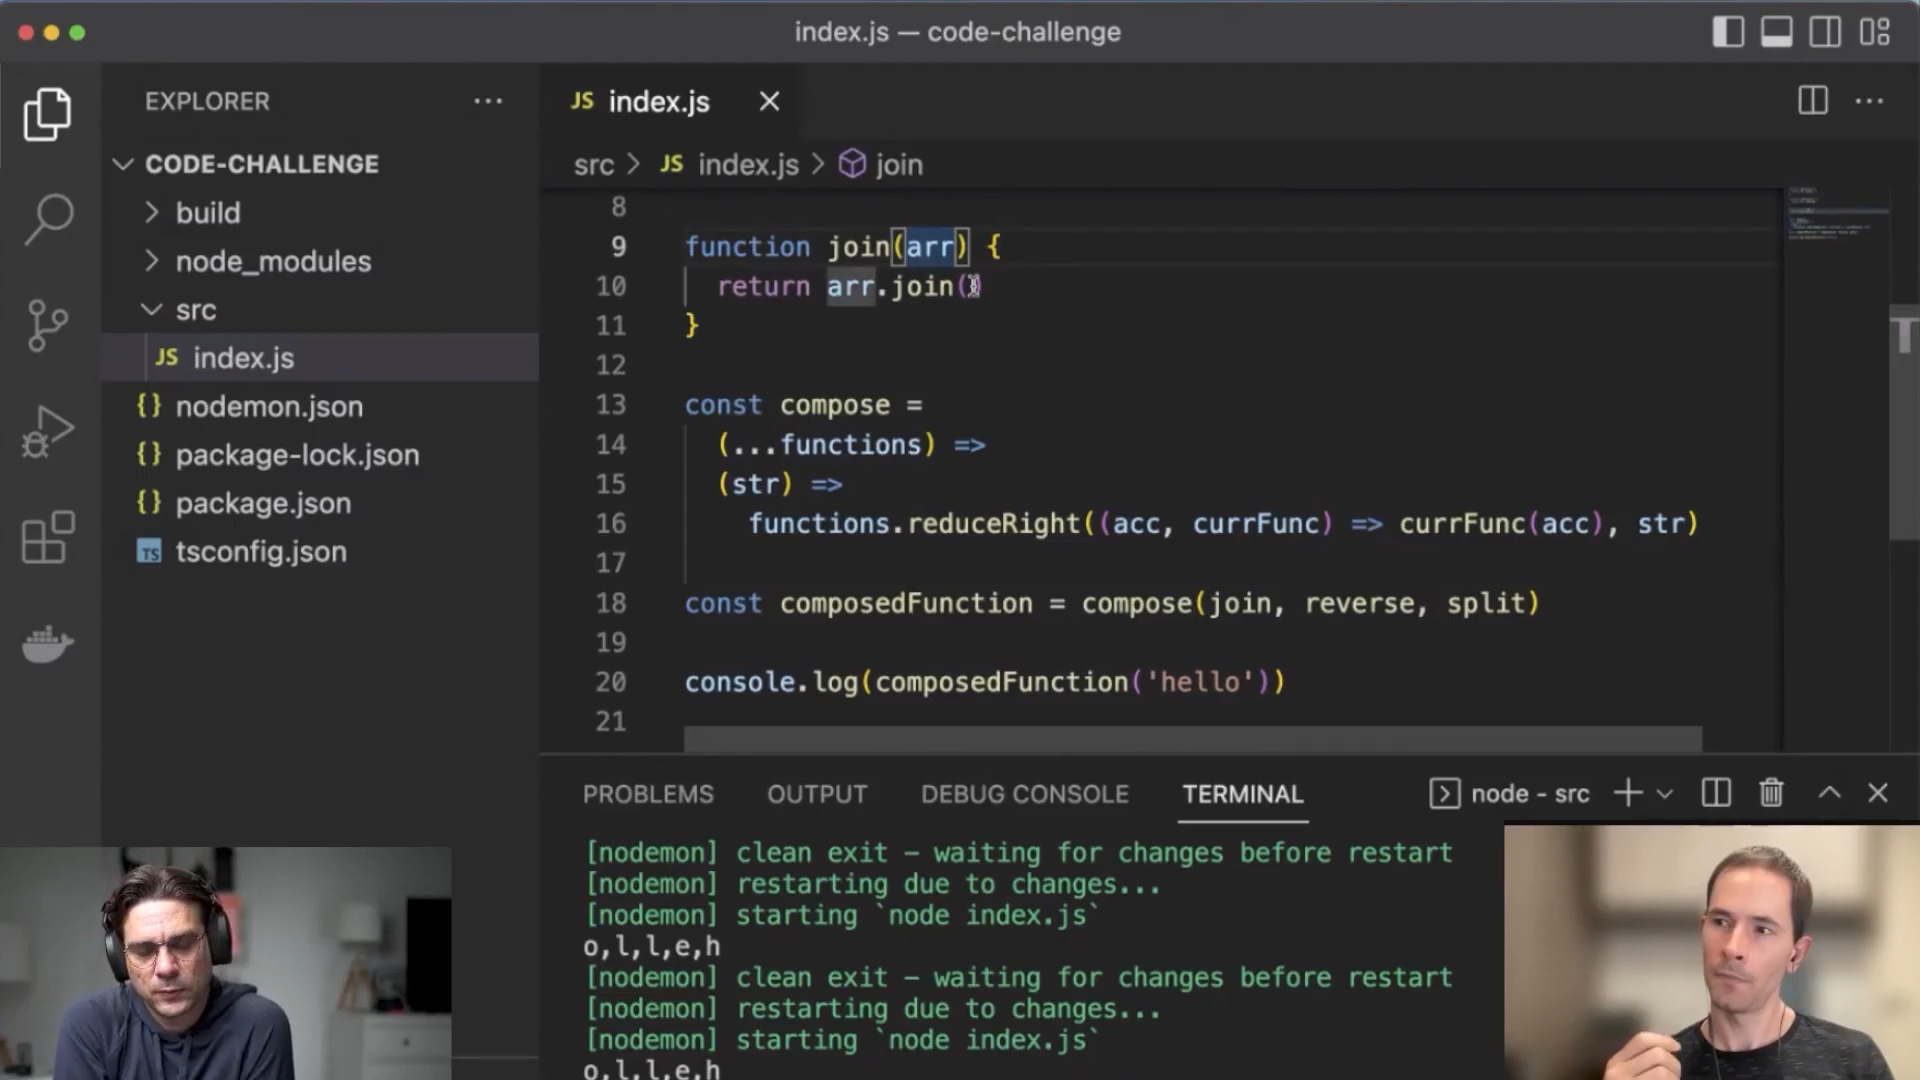 index.js — code-challenge
EXPLORER
CODE-CHALLENGE
build
node_modules
src
JS index.js
{} nodemon.json
{} package-lock.json
{} package.json
TS tsconfig.json
JS index.js
src > JS index.js > join
8
9 function join(arr) {
10 return arr.join()
11 }
12
13 const compose =
14 (...functions) =>
15 (str) =>
16 functions.reduceRight((acc, currFunc) => currFunc(acc), str)
17
18 const composedFunction = compose(join, reverse, split)
19
20 console.log(composedFunction('hello'))
21
PROBLEMS OUTPUT DEBUG CONSOLE TERMINAL node - src
[nodemon] clean exit - waiting for changes before restart
[nodemon] restarting due to changes...
[nodemon] starting `node index.js`
o,l,l,e,h
[nodemon] clean exit - waiting for changes before restart
[nodemon] restarting due to changes...
[nodemon] starting `node index.js`
o,l,l,e,h